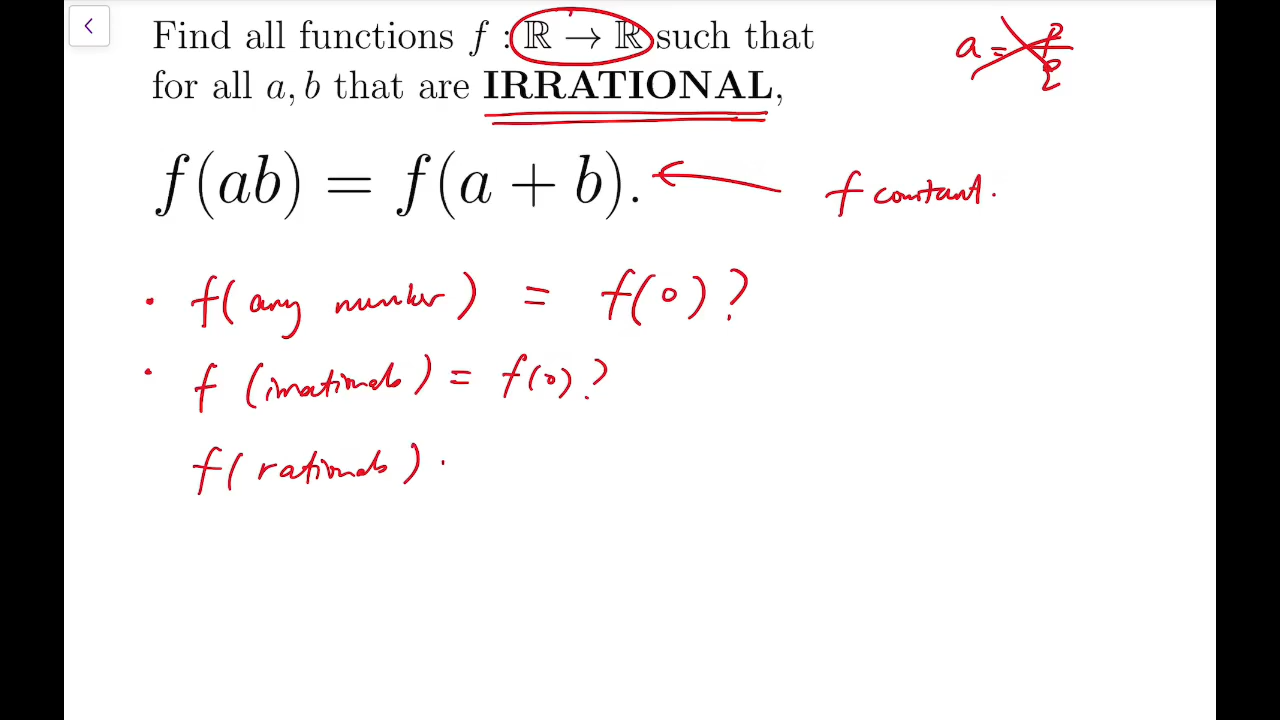 Find all functions f : ℝ → ℝ such that
for all a, b that are IRRATIONAL,
a = p/q
f(ab) = f(a + b).
f constant.
• f(any number) = f(0)?
• f(irrationals) = f(0)?
f(rationals).